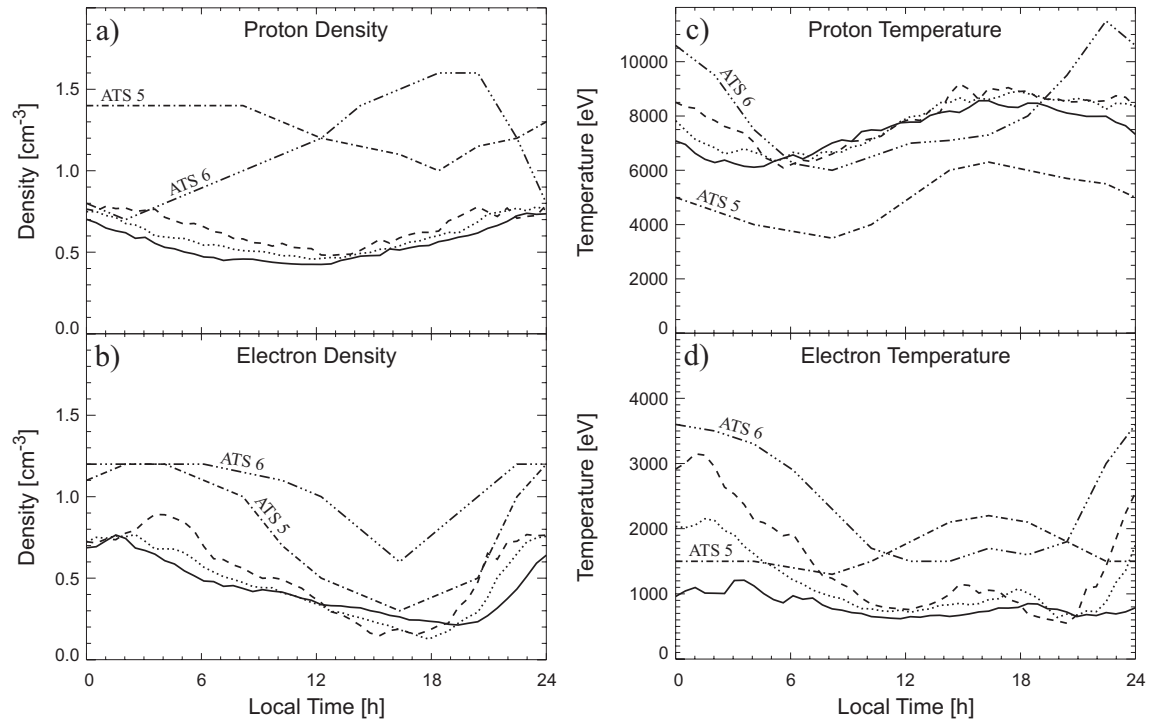 a)
Proton Density
Density [cm⁻³]
1.5
1.0
0.5
0.0
ATS 5
ATS 6
b)
Electron Density
Density [cm⁻³]
1.5
1.0
0.5
0.0
ATS 6
ATS 5
0
6
12
18
24
Local Time [h]
c)
Proton Temperature
Temperature [eV]
10000
8000
6000
4000
2000
0
ATS 6
ATS 5
d)
Electron Temperature
Temperature [eV]
4000
3000
2000
1000
0
ATS 6
ATS 5
0
6
12
18
24
Local Time [h]